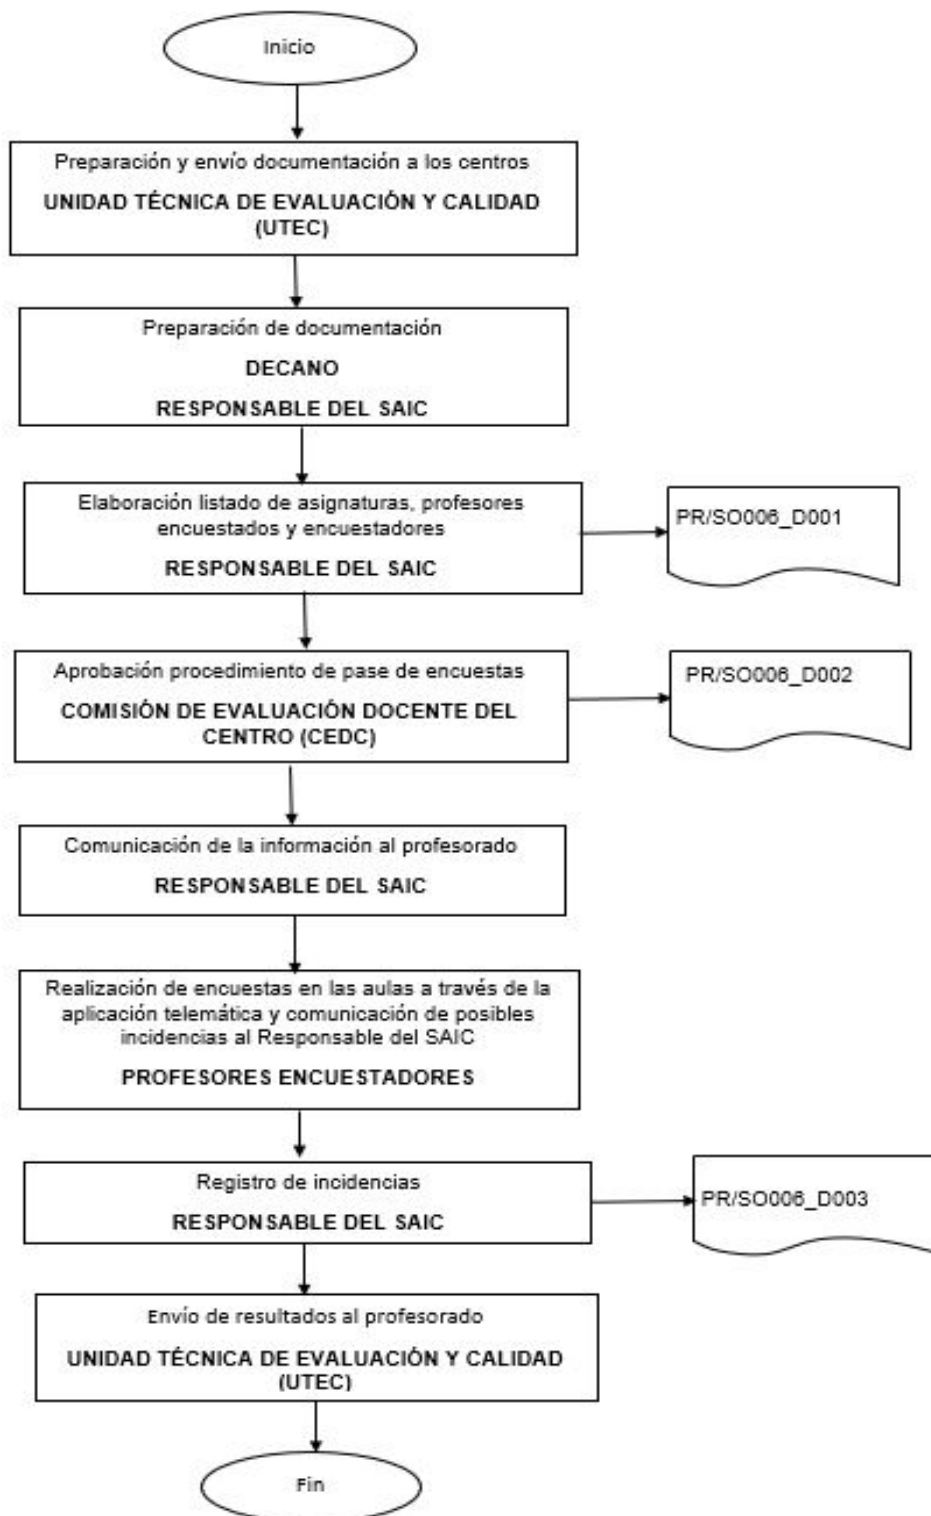 Inicio
Preparación y envío documentación a los centros
UNIDAD TÉCNICA DE EVALUACIÓN Y CALIDAD
(UTEC)
Preparación de documentación
DECANO
RESPONSABLE DEL SAIC
Elaboración listado de asignaturas, profesores
encuestados y encuestadores
RESPONSABLE DEL SAIC
PR/SO006_D001
Aprobación procedimiento de pase de encuestas
COMISIÓN DE EVALUACIÓN DOCENTE DEL
CENTRO (CEDC)
PR/SO006_D002
Comunicación de la información al profesorado
RESPONSABLE DEL SAIC
Realización de encuestas en las aulas a través de la
aplicación telemática y comunicación de posibles
incidencias al Responsable del SAIC
PROFESORES ENCUESTADORES
Registro de incidencias
RESPONSABLE DEL SAIC
PR/SO006_D003
Envío de resultados al profesorado
UNIDAD TÉCNICA DE EVALUACIÓN Y CALIDAD
(UTEC)
Fin